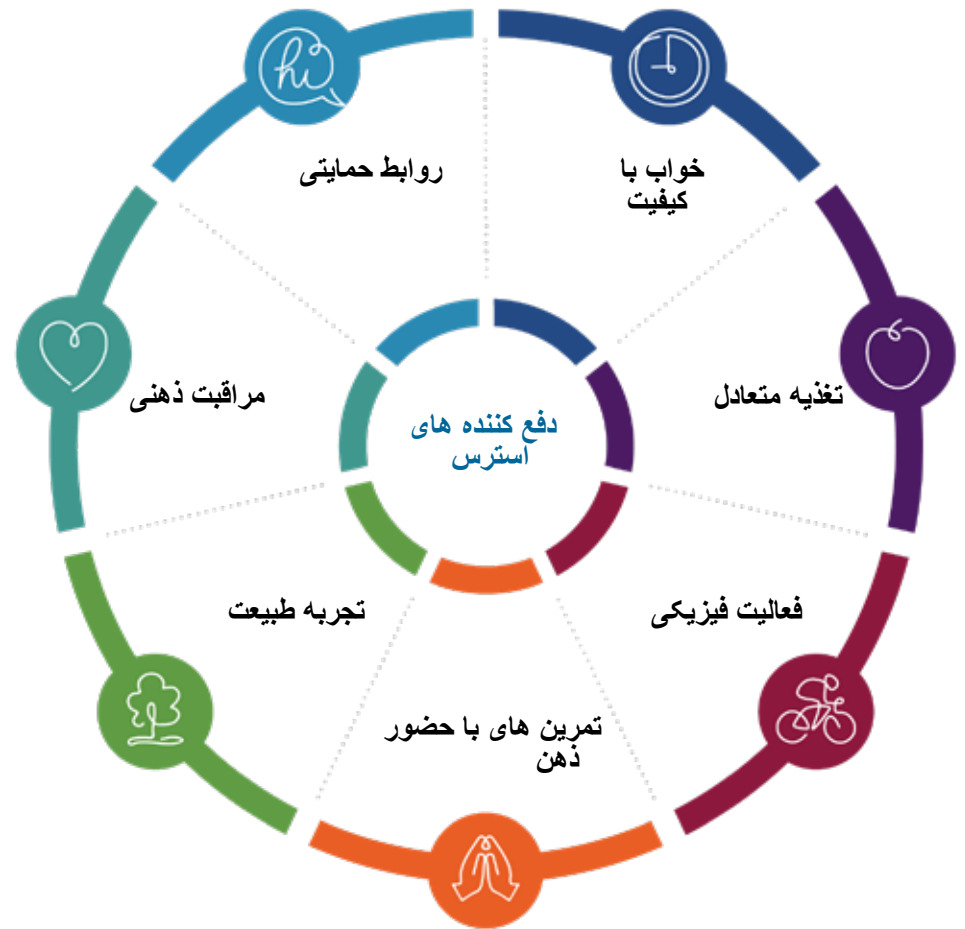 hi
روابط حمایتی
خواب با
کیفیت
مراقبت ذهنی
تغذیه متعادل
دفع کننده های
استرس
تجربه طبیعت
فعالیت فیزیکی
تمرین های با حضور
ذهن